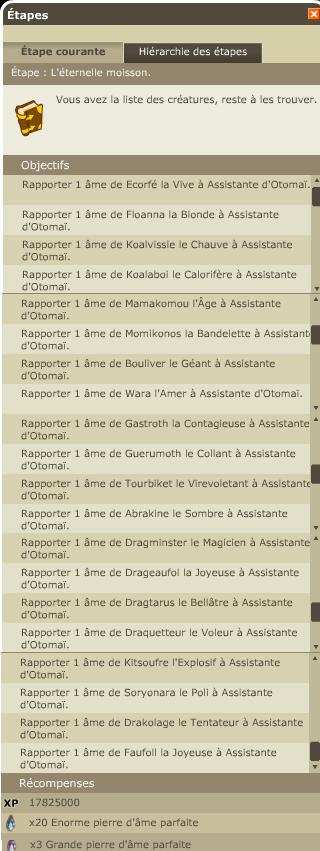 Étapes
Étape courante
Hiérarchie des étapes
Étape : L'éternelle moisson.
Vous avez la liste des créatures, reste à les trouver.
Objectifs
Rapporter 1 âme de Ecorfé la Vive à Assistante d'Otomaï.
Rapporter 1 âme de Floanna la Blonde à Assistante
d'Otomaï.
Rapporter 1 âme de Koalvissie le Chauve à Assistante
d'Otomaï.
Rapporter 1 âme de Koalaboi le Calorifère à Assistante
d'Otomaï.
Rapporter 1 âme de Mamakomou l'Âge à Assistante
d'Otomaï.
Rapporter 1 âme de Momikonos la Bandelette à Assistante
d'Otomaï.
Rapporter 1 âme de Bouliver le Géant à Assistante
d'Otomaï.
Rapporter 1 âme de Wara l'Amer à Assistante d'Otomaï.
Rapporter 1 âme de Gastroth la Contagieuse à Assistante
d'Otomaï.
Rapporter 1 âme de Guerumoth le Collant à Assistante
d'Otomaï.
Rapporter 1 âme de Tourbiket le Virevoletant à Assistante
d'Otomaï.
Rapporter 1 âme de Abrakine le Sombre à Assistante
d'Otomaï.
Rapporter 1 âme de Dragminster le Magicien à Assistante
d'Otomaï.
Rapporter 1 âme de Drageaufol la Joyeuse à Assistante
d'Otomaï.
Rapporter 1 âme de Dragtarus le Bellâtre à Assistante
d'Otomaï.
Rapporter 1 âme de Draquetteur le Voleur à Assistante
d'Otomaï.
Rapporter 1 âme de Kitsoufre l'Explosif à Assistante
d'Otomaï.
Rapporter 1 âme de Soryonara le Poli à Assistante
d'Otomaï.
Rapporter 1 âme de Drakolage le Tentateur à Assistante
d'Otomaï.
Rapporter 1 âme de Faufoll la Joyeuse à Assistante
d'Otomaï.
Récompenses
XP 17825000
x20 Enorme pierre d'âme parfaite
x3 Grande pierre d'âme parfaite